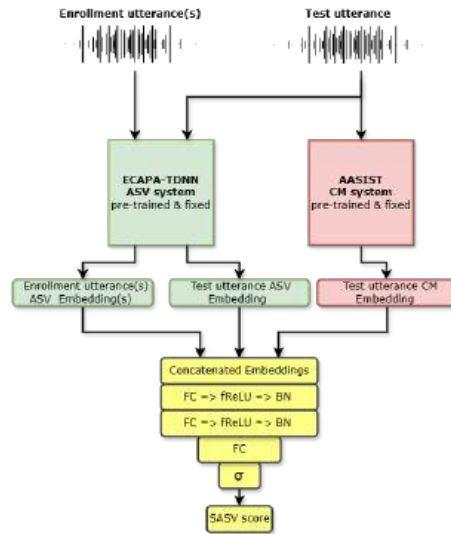 Enrollment utterance(s)
Test utterance
ECAPA-TDNN
ASV system
pre-trained & fixed
AASIST
CM system
pre-trained & fixed
Enrollment utterance(s)
ASV Embedding(s)
Test utterance ASV
Embedding
Test utterance CM
Embedding
Concatenated Embeddings
FC => fReLU => BN
FC => fReLU => BN
FC
σ
SASV score